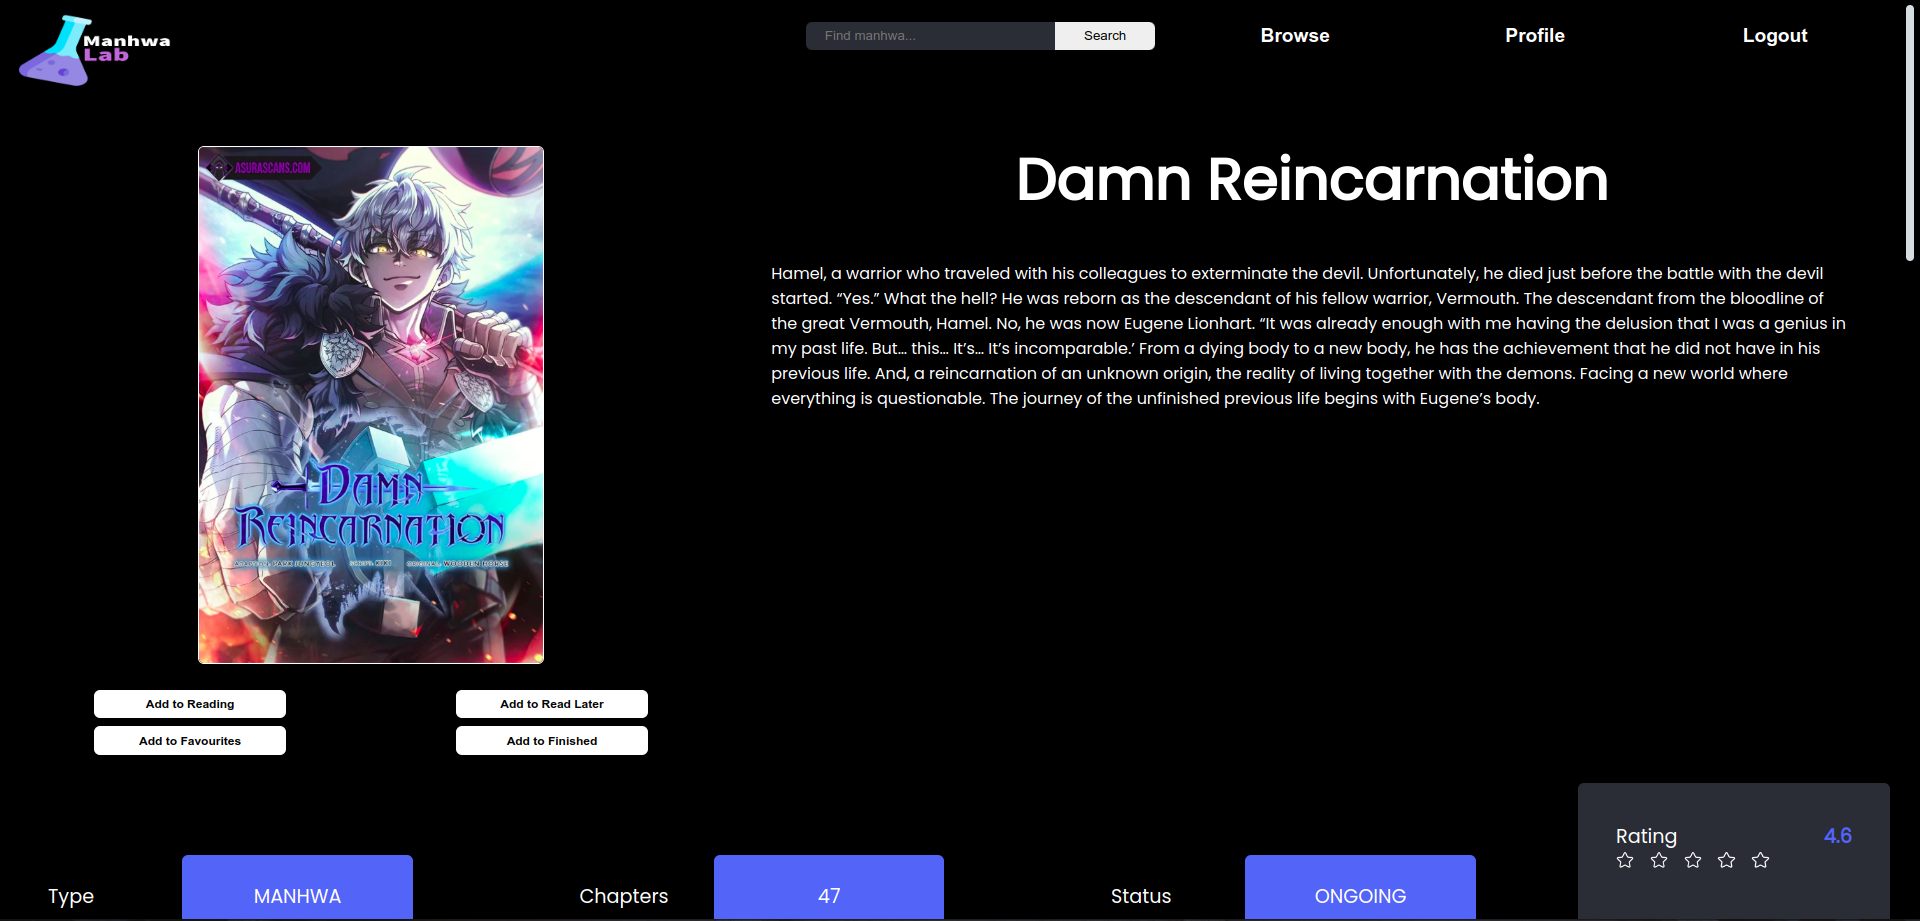 Manhwa
Lab
Find manhwa...
Search
Browse
Profile
Logout
ASURASCANS.COM
DAMN
REINCARNATION
PARK JUNGYEOL
KIKI
ORIGINAL. WOODEN HORSE
Damn Reincarnation
Hamel, a warrior who traveled with his colleagues to exterminate the devil. Unfortunately, he died just before the battle with the devil
started. “Yes.” What the hell? He was reborn as the descendant of his fellow warrior, Vermouth. The descendant from the bloodline of
the great Vermouth, Hamel. No, he was now Eugene Lionhart. “It was already enough with me having the delusion that I was a genius in
my past life. But… this… It’s… It’s incomparable.’ From a dying body to a new body, he has the achievement that he did not have in his
previous life. And, a reincarnation of an unknown origin, the reality of living together with the demons. Facing a new world where
everything is questionable. The journey of the unfinished previous life begins with Eugene’s body.
Add to Reading
Add to Read Later
Add to Favourites
Add to Finished
Rating
4.6
Type
MANHWA
Chapters
47
Status
ONGOING